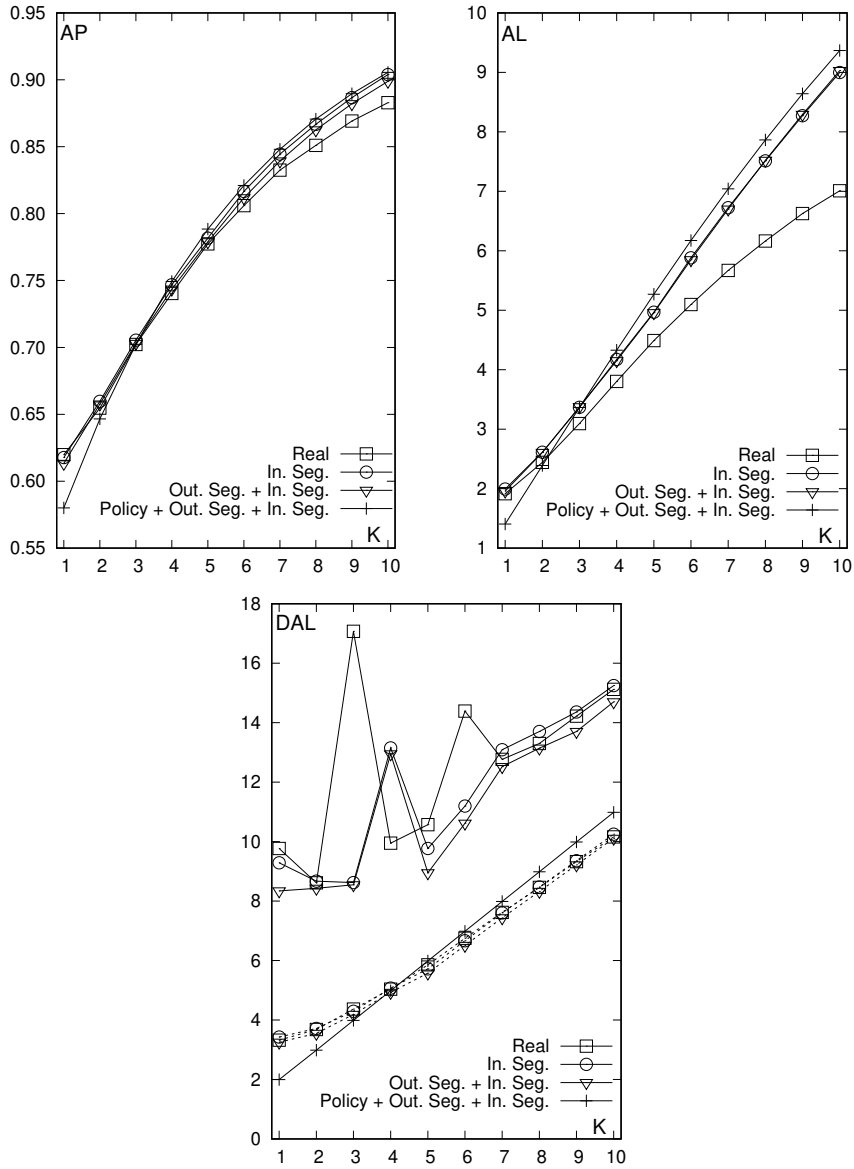 AP
0.95
0.90
0.85
0.80
0.75
0.70
0.65
0.60
0.55
Real
In. Seg.
Out. Seg. + In. Seg.
Policy + Out. Seg. + In. Seg.
K
1 2 3 4 5 6 7 8 9 10
AL
10
9
8
7
6
5
4
3
2
1
Real
In. Seg.
Out. Seg. + In. Seg.
Policy + Out. Seg. + In. Seg.
K
1 2 3 4 5 6 7 8 9 10
DAL
18
16
14
12
10
8
6
4
2
0
Real
In. Seg.
Out. Seg. + In. Seg.
Policy + Out. Seg. + In. Seg.
K
1 2 3 4 5 6 7 8 9 10